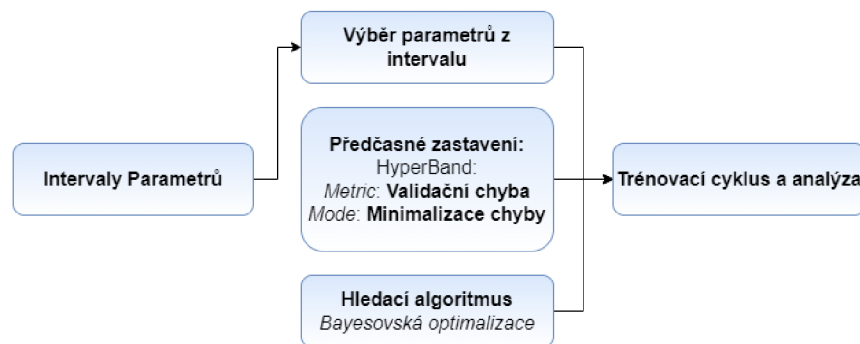 Výběr parametrů z
intervalu
Intervaly Parametrů
Předčasné zastavení:
HyperBand:
Metric: Validační chyba
Mode: Minimalizace chyby
Trénovací cyklus a analýza
Hledací algoritmus
Bayesovská optimalizace